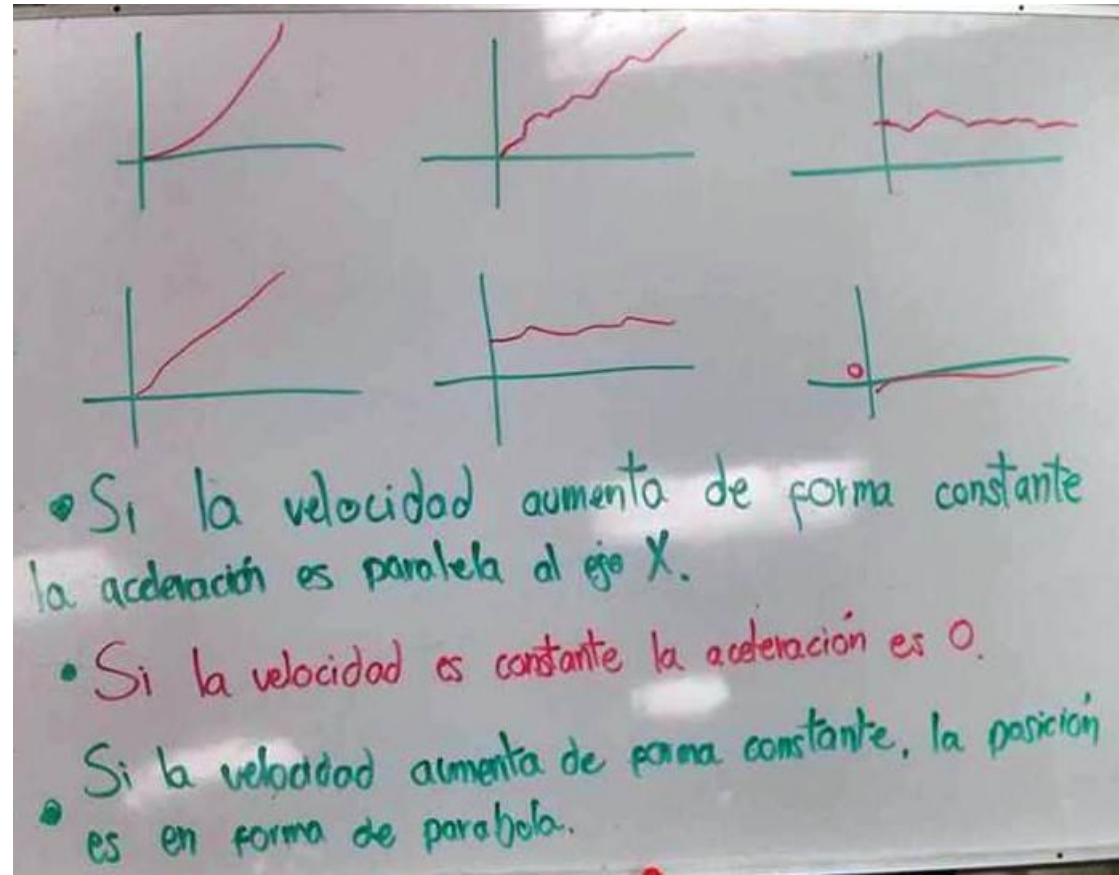 O
• Si la velocidad aumenta de forma constante
la aceleración es paralela al eje X.
• Si la velocidad es constante la aceleración es 0.
• Si la velocidad aumenta de forma constante, la posición
es en forma de parabola.